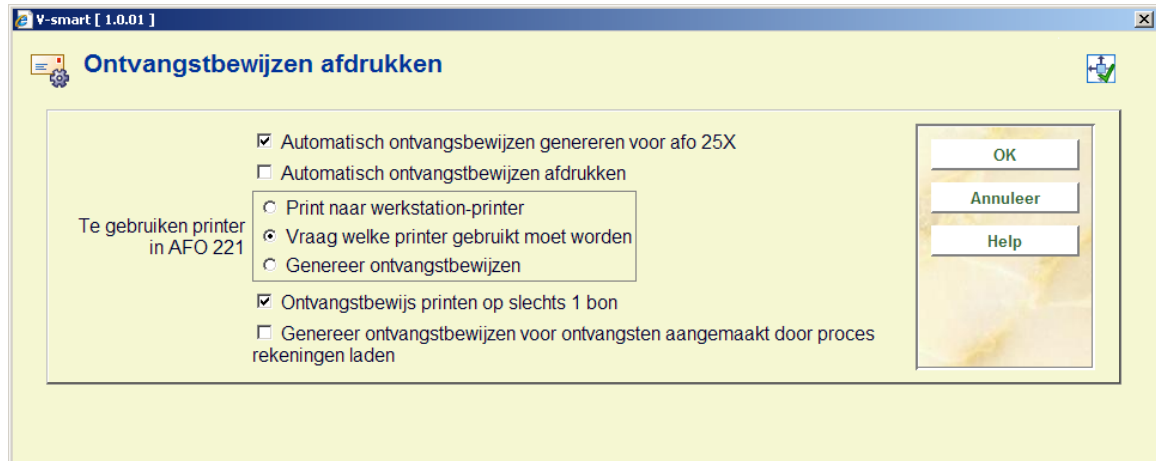 V-smart [ 1.0.01 ]
Ontvangstbewijzen afdrukken
Automatisch ontvangsbewijzen genereren voor afo 25X
Automatisch ontvangstbewijzen afdrukken
Te gebruiken printer
in AFO 221
Print naar werkstation-printer
Vraag welke printer gebruikt moet worden
Genereer ontvangstbewijzen
Ontvangstbewijs printen op slechts 1 bon
Genereer ontvangstbewijzen voor ontvangsten aangemaakt door proces
rekeningen laden
OK
Annuleer
Help